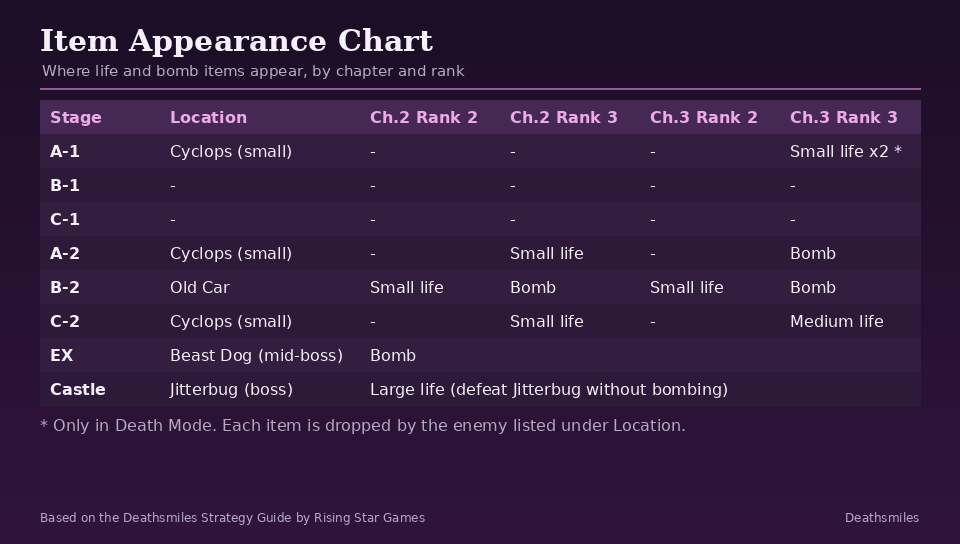 Item Appearance Chart
Where life and bomb items appear, by chapter and rank
Stage Location Ch.2 Rank 2 Ch.2 Rank 3 Ch.3 Rank 2 Ch.3 Rank 3
A-1 Cyclops (small) - - - Small life x2 *
B-1 - - - - -
C-1 - - - - -
A-2 Cyclops (small) - Small life - Bomb
B-2 Old Car Small life Bomb Small life Bomb
C-2 Cyclops (small) - Small life - Medium life
EX Beast Dog (mid-boss) Bomb
Castle Jitterbug (boss) Large life (defeat Jitterbug without bombing)
* Only in Death Mode. Each item is dropped by the enemy listed under Location.
Based on the Deathsmiles Strategy Guide by Rising Star Games Deathsmiles